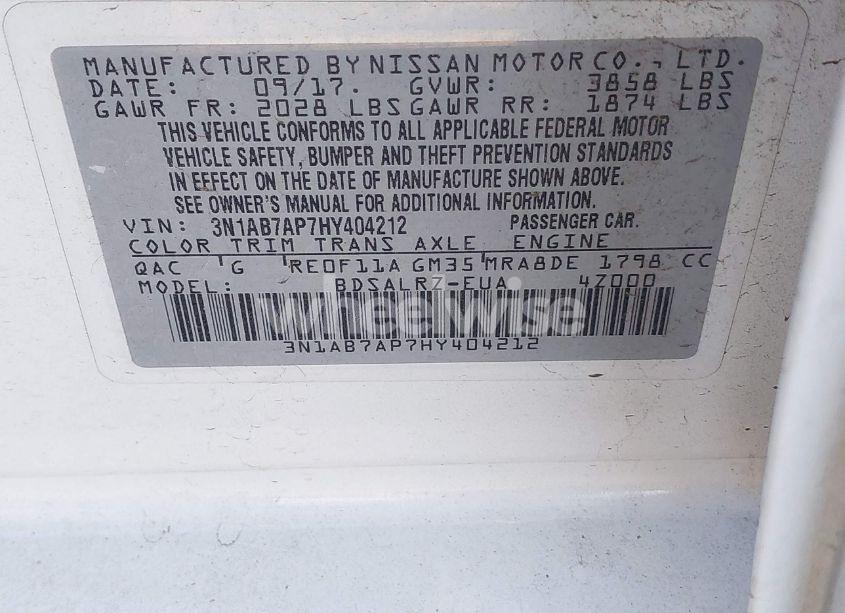 MANUFACTURED BY NISSAN MOTOR CO., LTD.
DATE: 09/17. GVWR: 3858 LBS
GAWR FR: 2028 LBS GAWR RR: 1874 LBS
THIS VEHICLE CONFORMS TO ALL APPLICABLE FEDERAL MOTOR
VEHICLE SAFETY, BUMPER AND THEFT PREVENTION STANDARDS
IN EFFECT ON THE DATE OF MANUFACTURE SHOWN ABOVE.
SEE OWNER'S MANUAL FOR ADDITIONAL INFORMATION.
VIN: 3N1AB7AP7HY404212 PASSENGER CAR.
COLOR TRIM TRANS AXLE ENGINE
QAC G RE0F11A GM35 MRA8DE 1798 CC
MODEL: BDSALRZ-EUA 4Z000
wheelwise
3N1AB7AP7HY404212